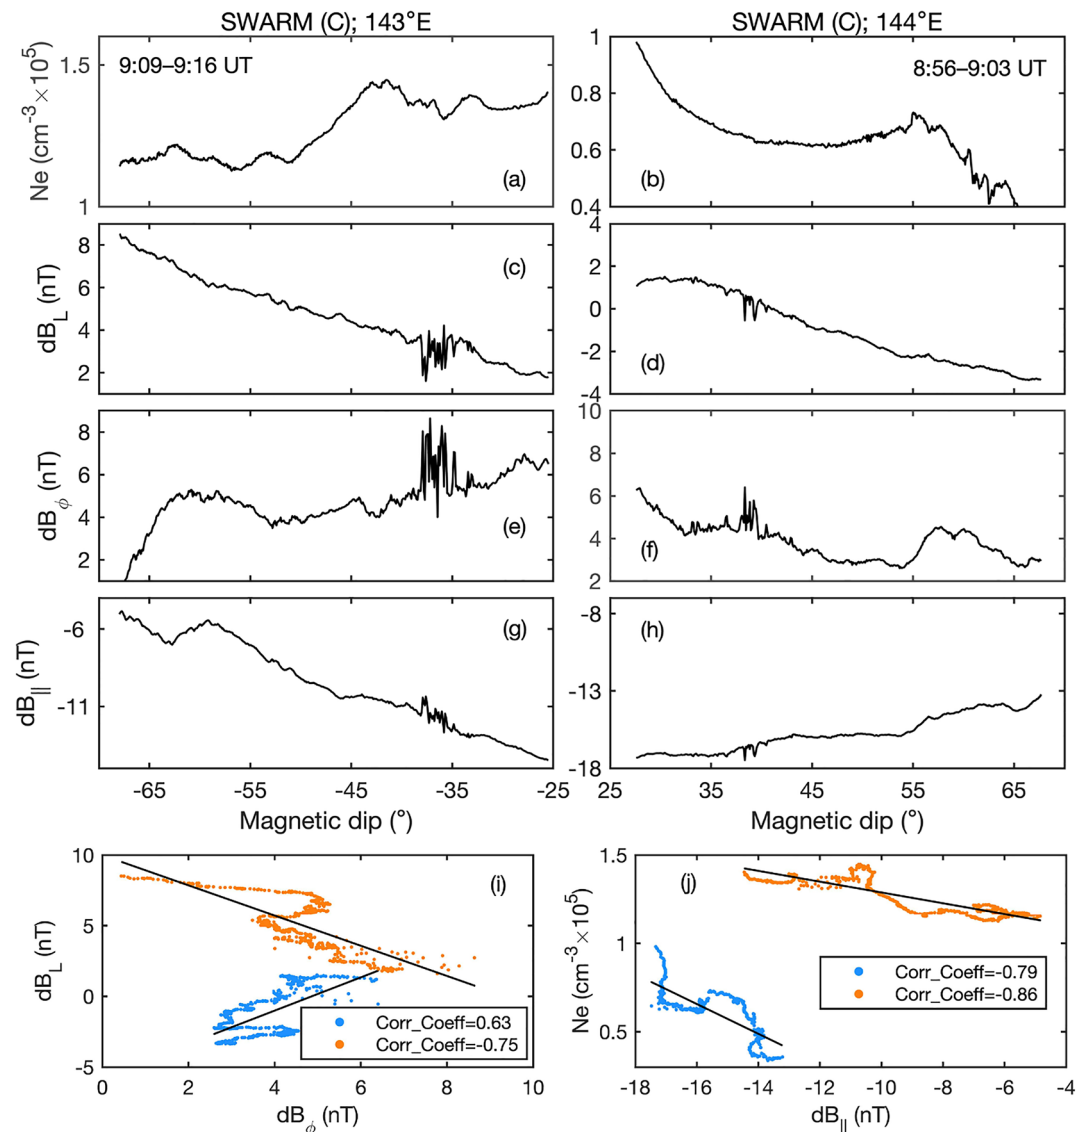 SWARM (C); 143°E
SWARM (C); 144°E
9:09–9:16 UT
8:56–9:03 UT
Ne (cm⁻³×10⁵)
1.5
1
(a)
1
0.8
0.6
0.4
(b)
dB_L (nT)
8
6
4
2
(c)
4
2
0
-2
-4
(d)
dB_ϕ (nT)
8
6
4
2
(e)
10
8
6
4
2
(f)
dB_|| (nT)
-6
-11
(g)
-8
-13
-18
(h)
-65 -55 -45 -35 -25
25 35 45 55 65
Magnetic dip (°)
Magnetic dip (°)
dB_L (nT)
10
5
0
-5
(i)
Corr_Coeff=0.63
Corr_Coeff=-0.75
0 2 4 6 8 10
dB_ϕ (nT)
Ne (cm⁻³×10⁵)
1.5
1
0.5
(j)
Corr_Coeff=-0.79
Corr_Coeff=-0.86
-18 -16 -14 -12 -10 -8 -6 -4
dB_|| (nT)